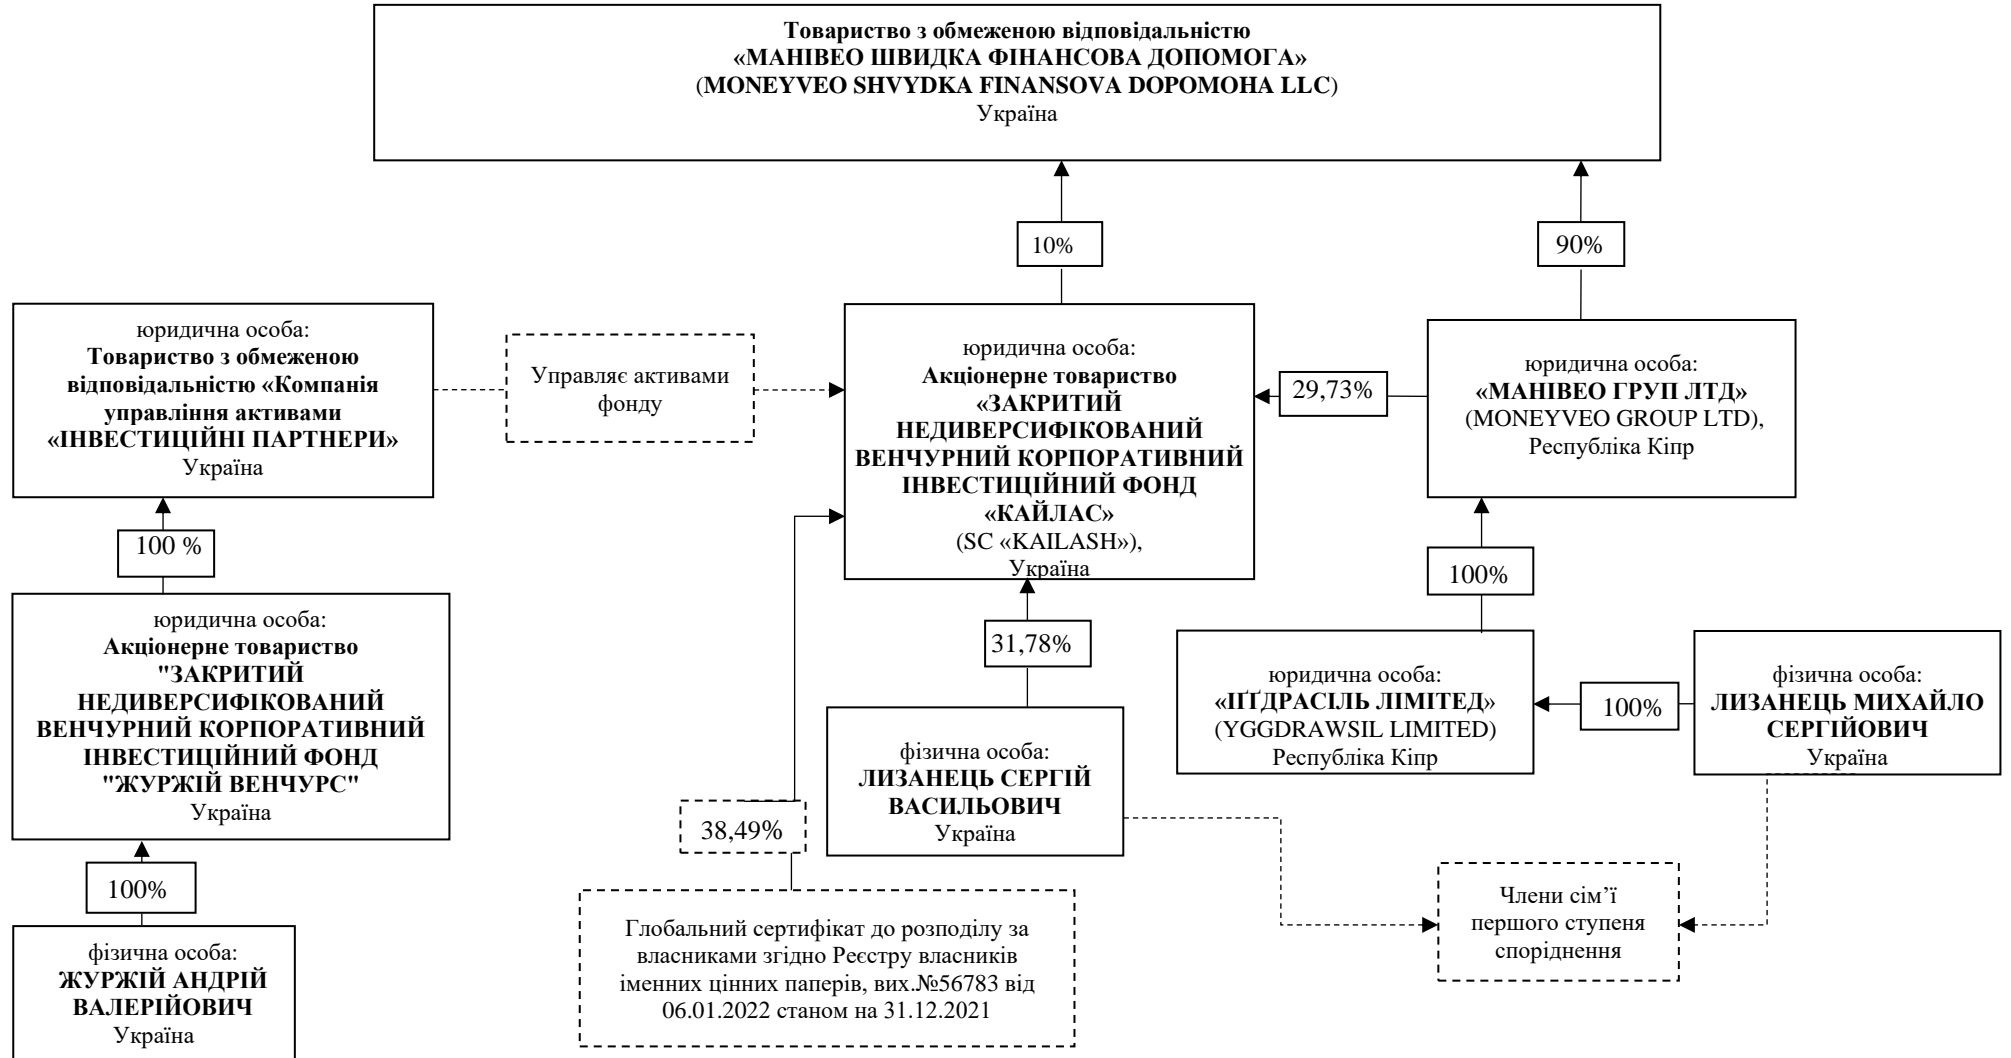 Товариство з обмеженою відповідальністю
«МАНІВЕО ШВИДКА ФІНАНСОВА ДОПОМОГА»
(MONEYVEO SHVYDKA FINANSOVA DOPOMOHA LLC)
Україна
10%
90%
юридична особа:
Товариство з обмеженою
відповідальністю «Компанія
управління активами
«ІНВЕСТИЦІЙНІ ПАРТНЕРИ»
Україна
Управляє активами
фонду
юридична особа:
Акціонерне товариство
«ЗАКРИТИЙ
НЕДИВЕРСИФІКОВАНИЙ
ВЕНЧУРНИЙ КОРПОРАТИВНИЙ
ІНВЕСТИЦІЙНИЙ ФОНД
«КАЙЛАС»
(SC «KAILASH»),
Україна
29,73%
юридична особа:
«МАНІВЕО ГРУП ЛТД»
(MONEYVEO GROUP LTD),
Республіка Кіпр
100 %
100%
юридична особа:
Акціонерне товариство
"ЗАКРИТИЙ
НЕДИВЕРСИФІКОВАНИЙ
ВЕНЧУРНИЙ КОРПОРАТИВНИЙ
ІНВЕСТИЦІЙНИЙ ФОНД
"ЖУРЖІЙ ВЕНЧУРС"
Україна
31,78%
юридична особа:
«ІҐҐДРАСІЛЬ ЛІМІТЕД»
(YGGDRAWSIL LIMITED)
Республіка Кіпр
100%
фізична особа:
ЛИЗАНЕЦЬ МИХАЙЛО
СЕРГІЙОВИЧ
Україна
фізична особа:
ЛИЗАНЕЦЬ СЕРГІЙ
ВАСИЛЬОВИЧ
Україна
38,49%
100%
Глобальний сертифікат до розподілу за
власниками згідно Реєстру власників
іменних цінних паперів, вих.№56783 від
06.01.2022 станом на 31.12.2021
Члени сім’ї
першого ступеня
споріднення
фізична особа:
ЖУРЖІЙ АНДРІЙ
ВАЛЕРІЙОВИЧ
Україна